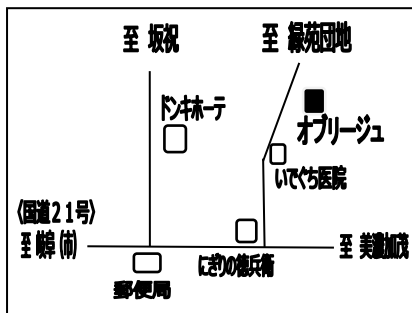 至 坂祝
至 緑苑団地
ドンキホーテ
オブリージュ
いでぐち医院
〈国道21号〉
至 岐阜(市)
至 美濃加茂
にぎりの徳兵衛
郵便局